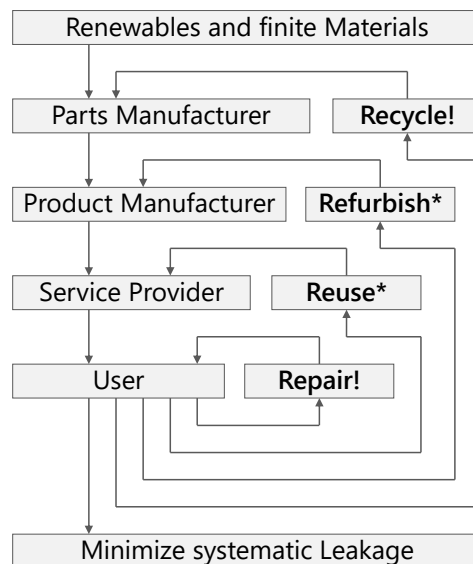 Renewables and finite Materials
Parts Manufacturer
Recycle!
Product Manufacturer
Refurbish*
Service Provider
Reuse*
User
Repair!
Minimize systematic Leakage